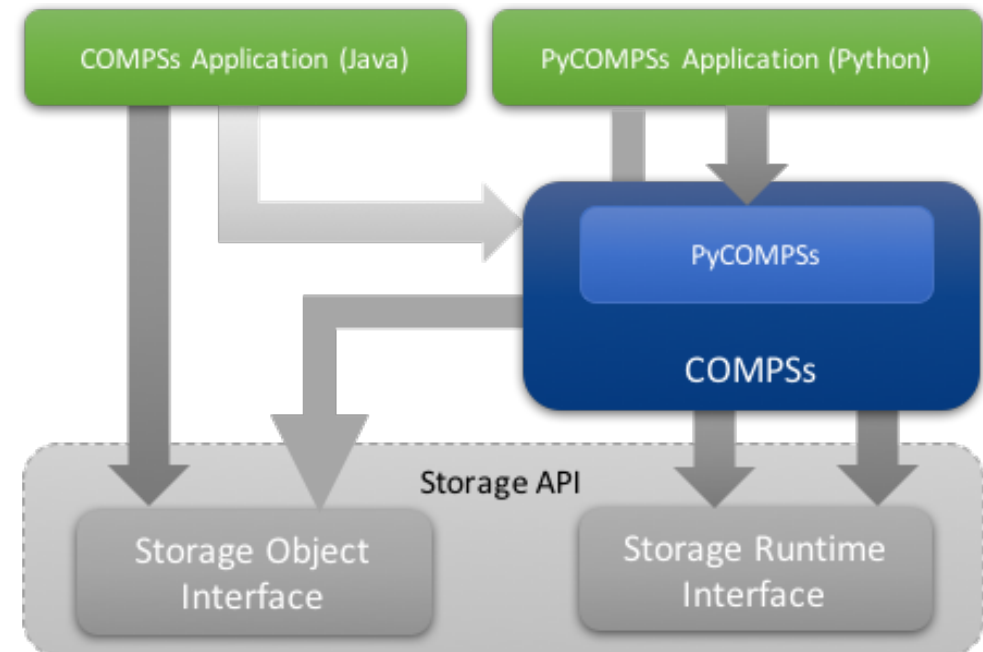 COMPSs Application (Java)
PyCOMPSs Application (Python)
PyCOMPSs
COMPSs
Storage API
Storage Object
Interface
Storage Runtime
Interface